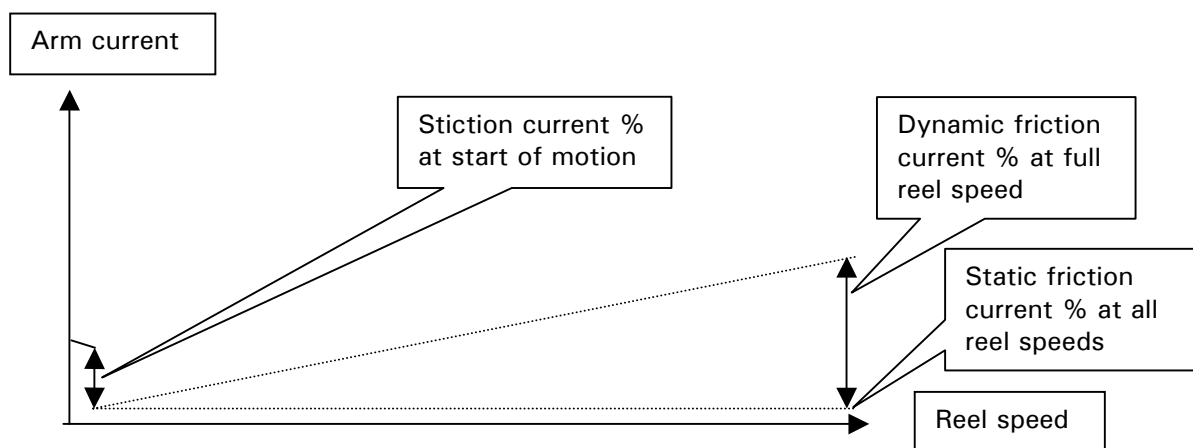 Arm current
Stiction current %
at start of motion
Dynamic friction
current % at full
reel speed
Static friction
current % at all
reel speeds
Reel speed